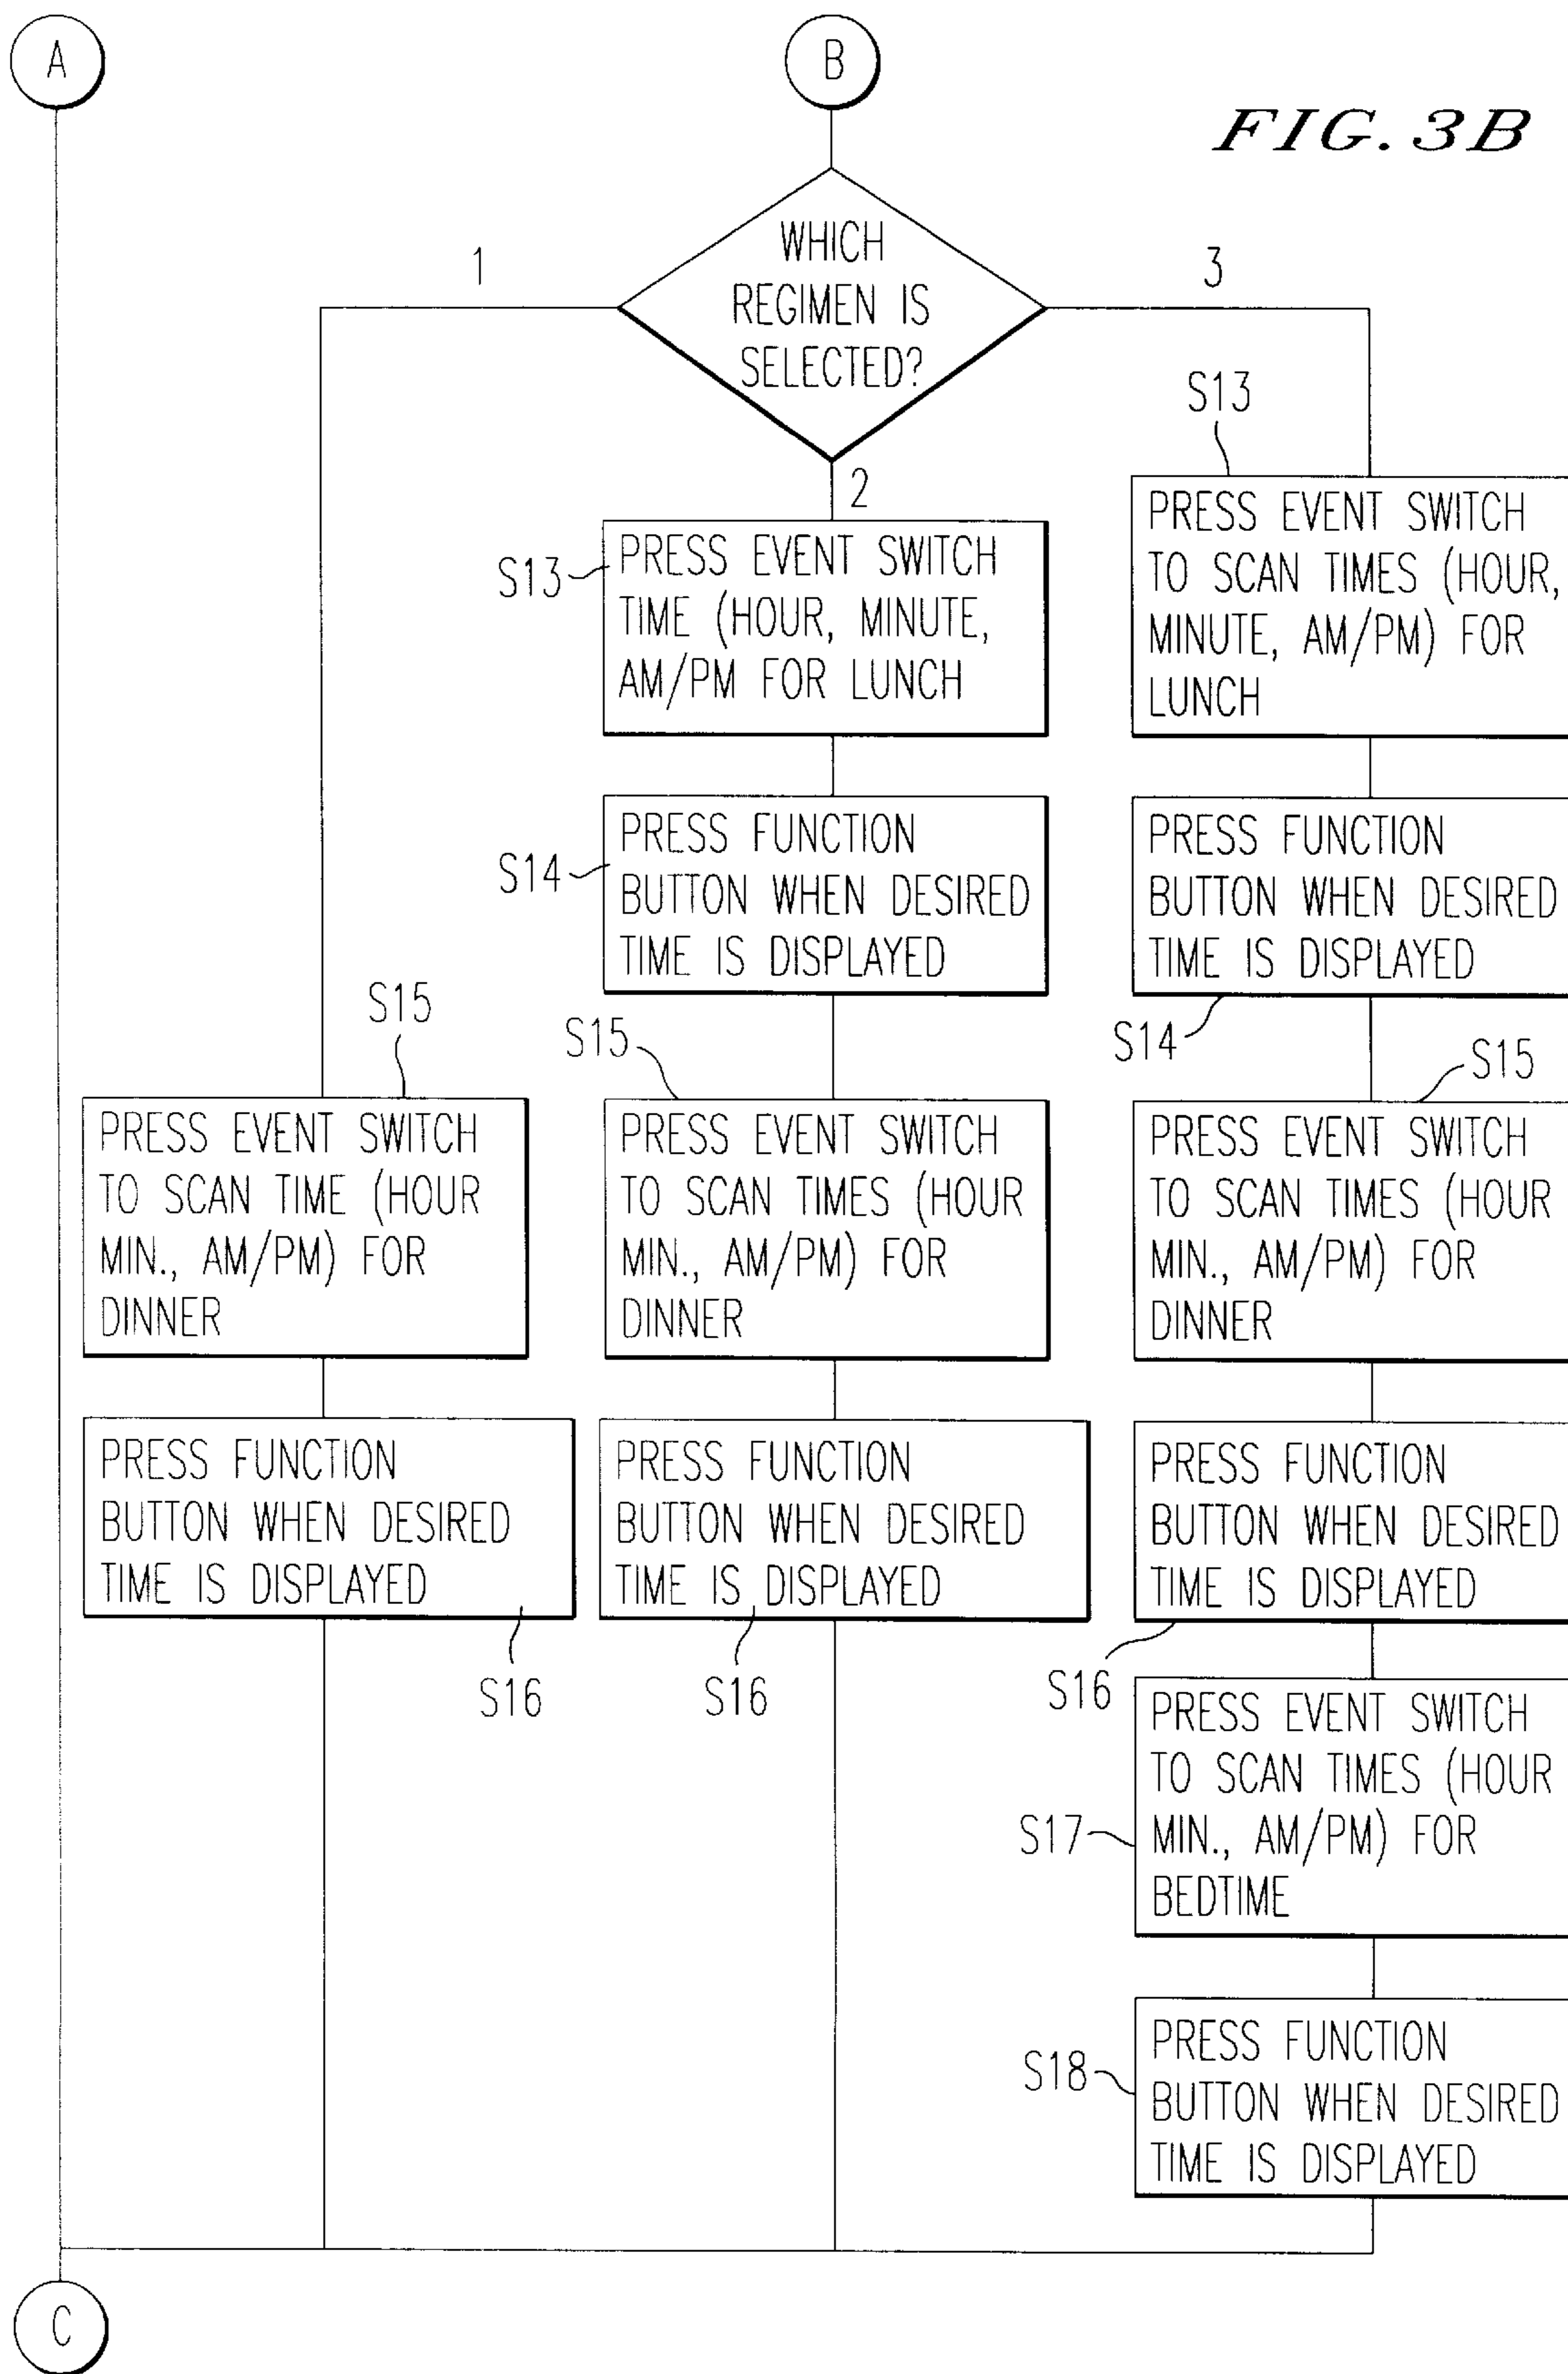 A
B
FIG. 3B
WHICH
REGIMEN IS
SELECTED?
1
2
3
S15
PRESS EVENT SWITCH
TO SCAN TIME (HOUR
MIN., AM/PM) FOR
DINNER
PRESS FUNCTION
BUTTON WHEN DESIRED
TIME IS DISPLAYED
S16
S13
PRESS EVENT SWITCH
TIME (HOUR, MINUTE,
AM/PM FOR LUNCH
S14
PRESS FUNCTION
BUTTON WHEN DESIRED
TIME IS DISPLAYED
S15
PRESS EVENT SWITCH
TO SCAN TIMES (HOUR
MIN., AM/PM) FOR
DINNER
PRESS FUNCTION
BUTTON WHEN DESIRED
TIME IS DISPLAYED
S16
S13
PRESS EVENT SWITCH
TO SCAN TIMES (HOUR,
MINUTE, AM/PM) FOR
LUNCH
PRESS FUNCTION
BUTTON WHEN DESIRED
TIME IS DISPLAYED
S14
S15
PRESS EVENT SWITCH
TO SCAN TIMES (HOUR
MIN., AM/PM) FOR
DINNER
PRESS FUNCTION
BUTTON WHEN DESIRED
TIME IS DISPLAYED
S16
PRESS EVENT SWITCH
TO SCAN TIMES (HOUR
S17
MIN., AM/PM) FOR
BEDTIME
PRESS FUNCTION
S18
BUTTON WHEN DESIRED
TIME IS DISPLAYED
C